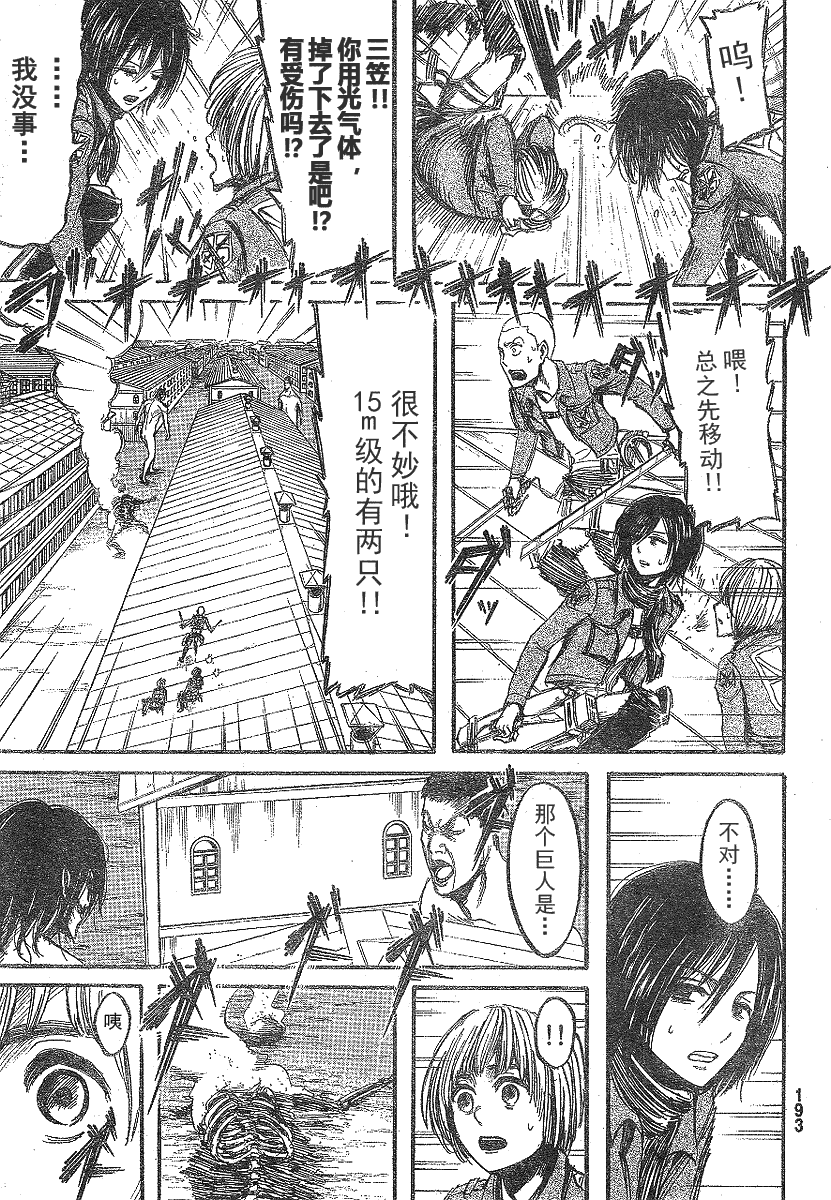 呜！
三笠!!
你用光气体，
掉了下去了是吧!?
有受伤吗!?
……
我没事…
喂！
总之先移动!!
很不妙哦！
15m级的有两只!!
不对……
那个巨人是…
!!
咦
193